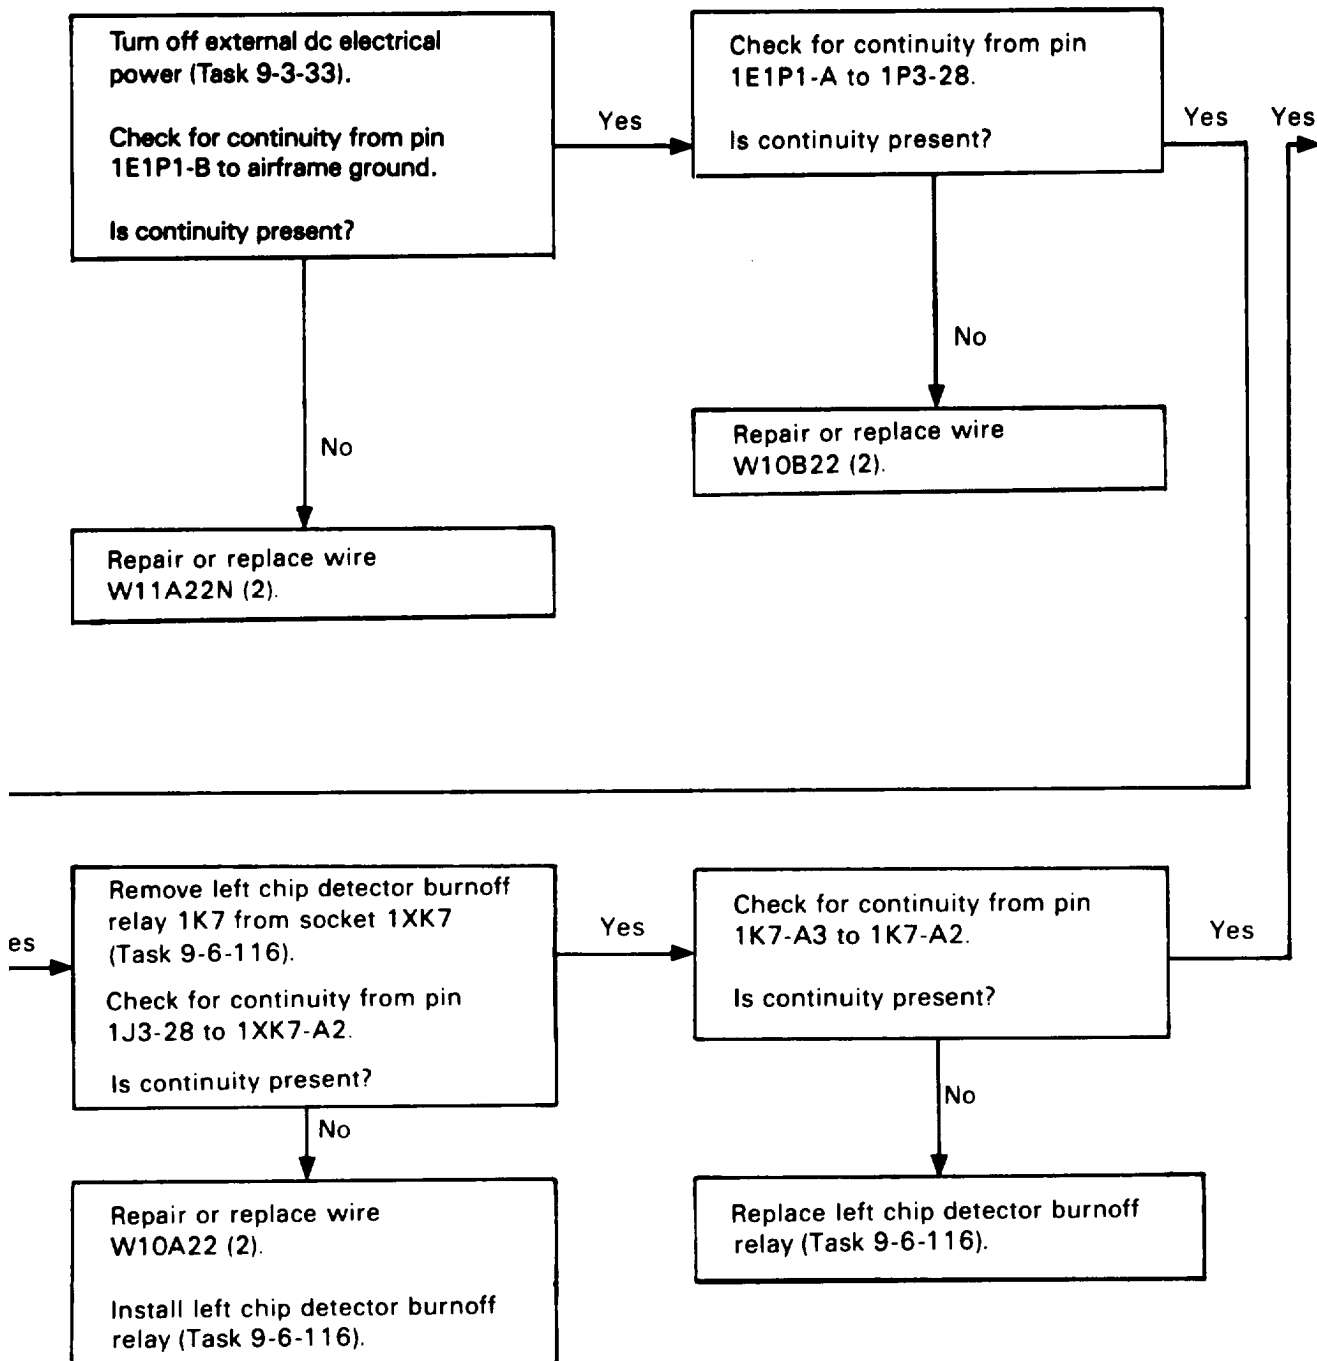 Turn off external dc electrical
power (Task 9-3-33).
Check for continuity from pin
1E1P1-B to airframe ground.
Is continuity present?
Yes
Check for continuity from pin
1E1P1-A to 1P3-28.
Is continuity present?
Yes
Yes
No
Repair or replace wire
W11A22N (2).
No
Repair or replace wire
W10B22 (2).
es
Remove left chip detector burnoff
relay 1K7 from socket 1XK7
(Task 9-6-116).
Check for continuity from pin
1J3-28 to 1XK7-A2.
Is continuity present?
Yes
Check for continuity from pin
1K7-A3 to 1K7-A2.
Is continuity present?
Yes
No
Repair or replace wire
W10A22 (2).
Install left chip detector burnoff
relay (Task 9-6-116).
No
Replace left chip detector burnoff
relay (Task 9-6-116).